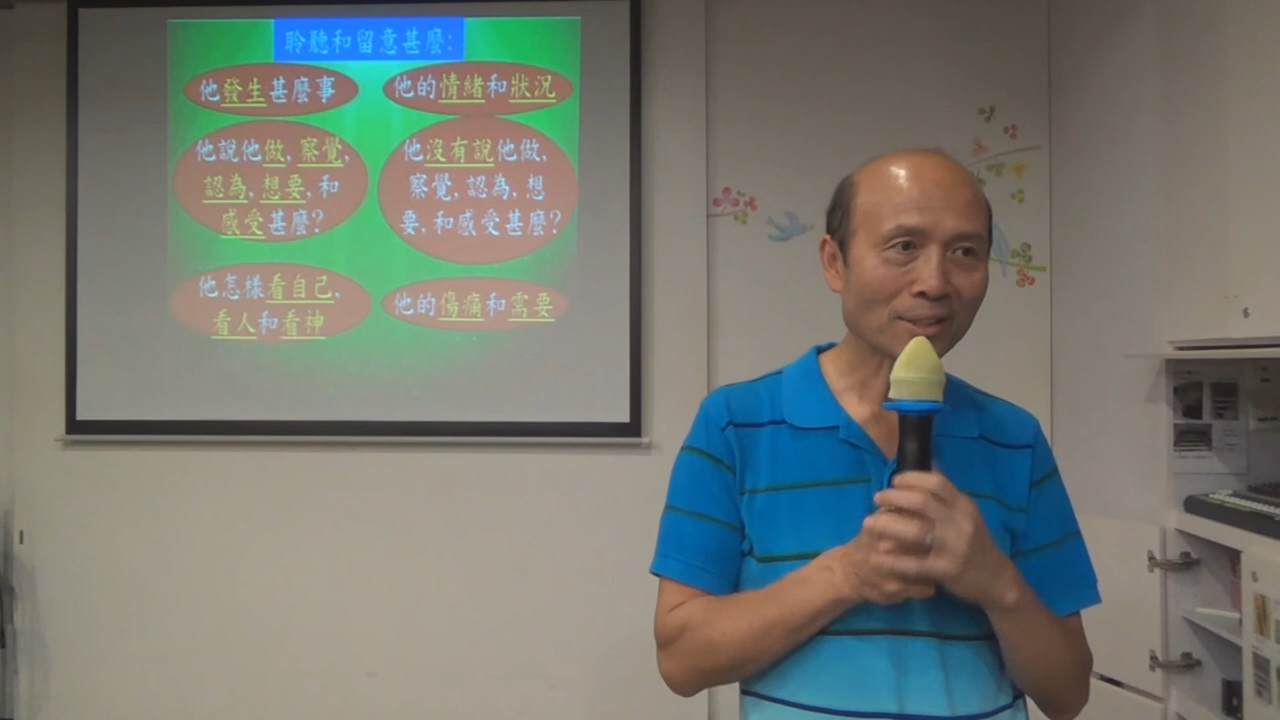 聆聽和留意甚麼:
他發生甚麼事
他的情緒和狀況
他說他做, 察覺,
認為, 想要, 和
感受甚麼?
他沒有說他做,
察覺, 認為, 想
要, 和感受甚麼?
他怎樣看自己,
看人和看神
他的傷痛和需要